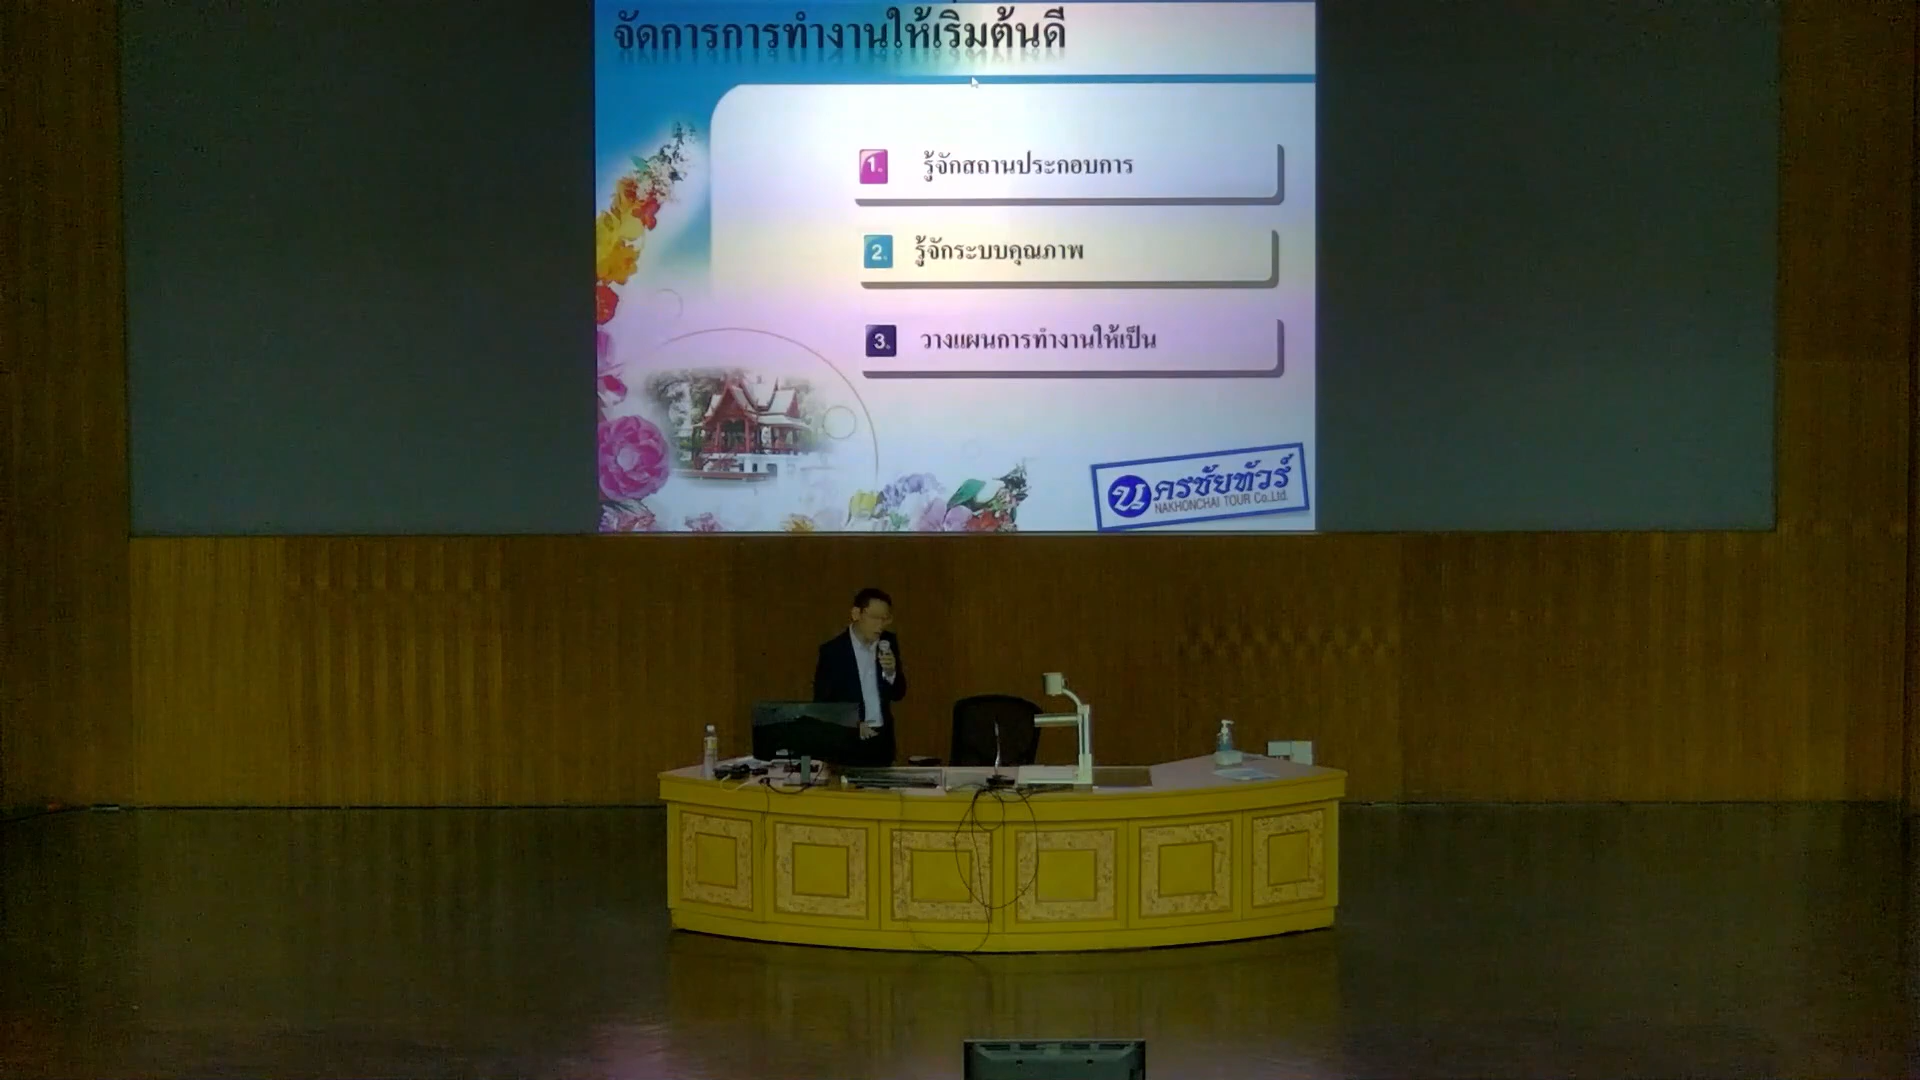 จัดการการทำงานให้เริ่มต้นดี
1.
รู้จักสถานประกอบการ
2.
รู้จักระบบคุณภาพ
3.
วางแผนการทำงานให้เป็น
นครชัยทัวร์
NAKHONCHAI TOUR Co.,Ltd.